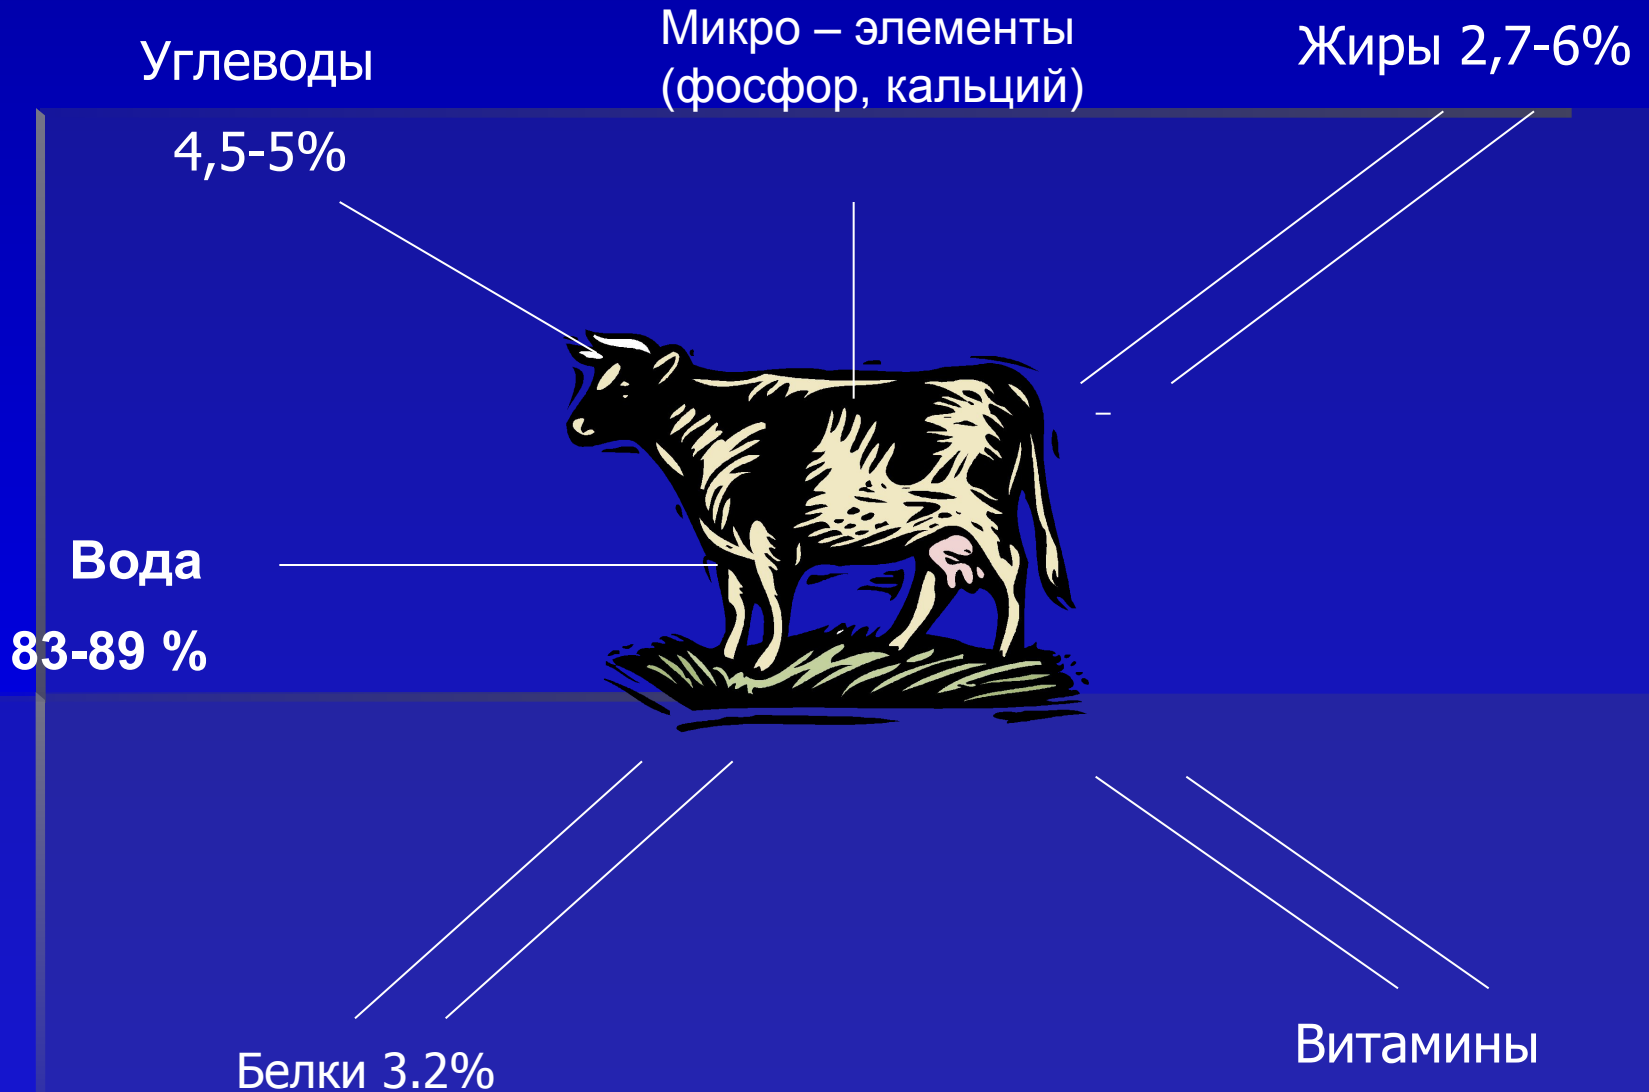 Углеводы
4,5-5%
Микро – элементы
(фосфор, кальций)
Жиры 2,7-6%
–
Вода
83-89 %
Белки 3.2%
Витамины